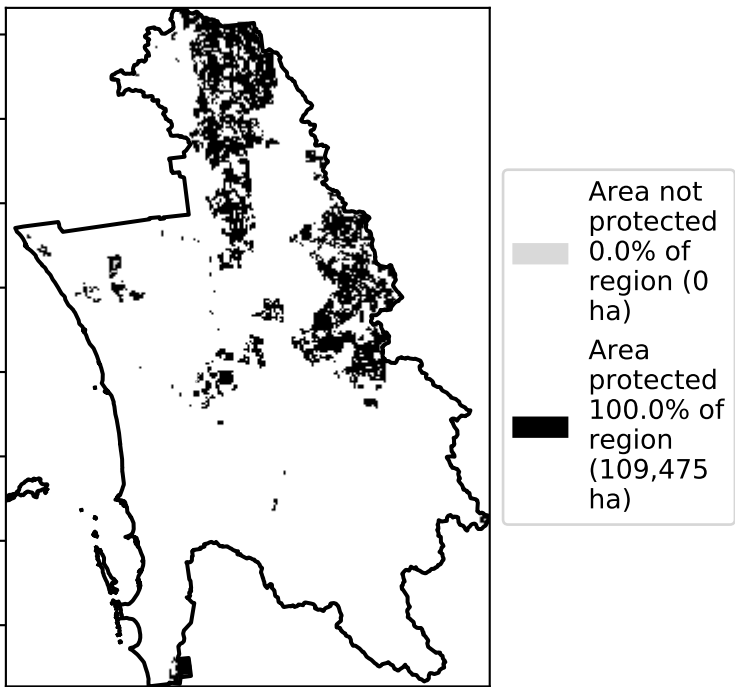 Area not
protected
0.0% of
region (0
ha)
Area
protected
100.0% of
region
(109,475
ha)